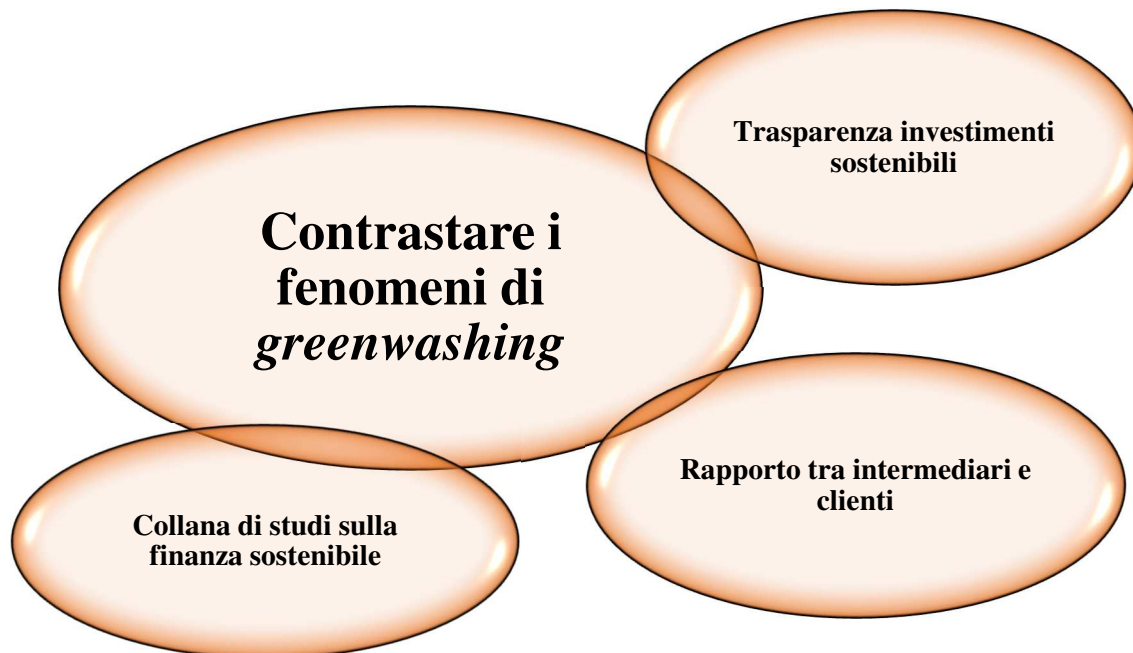 Trasparenza investimenti
sostenibili
Contrastare i
fenomeni di
greenwashing
Rapporto tra intermediari e
clienti
Collana di studi sulla
finanza sostenibile